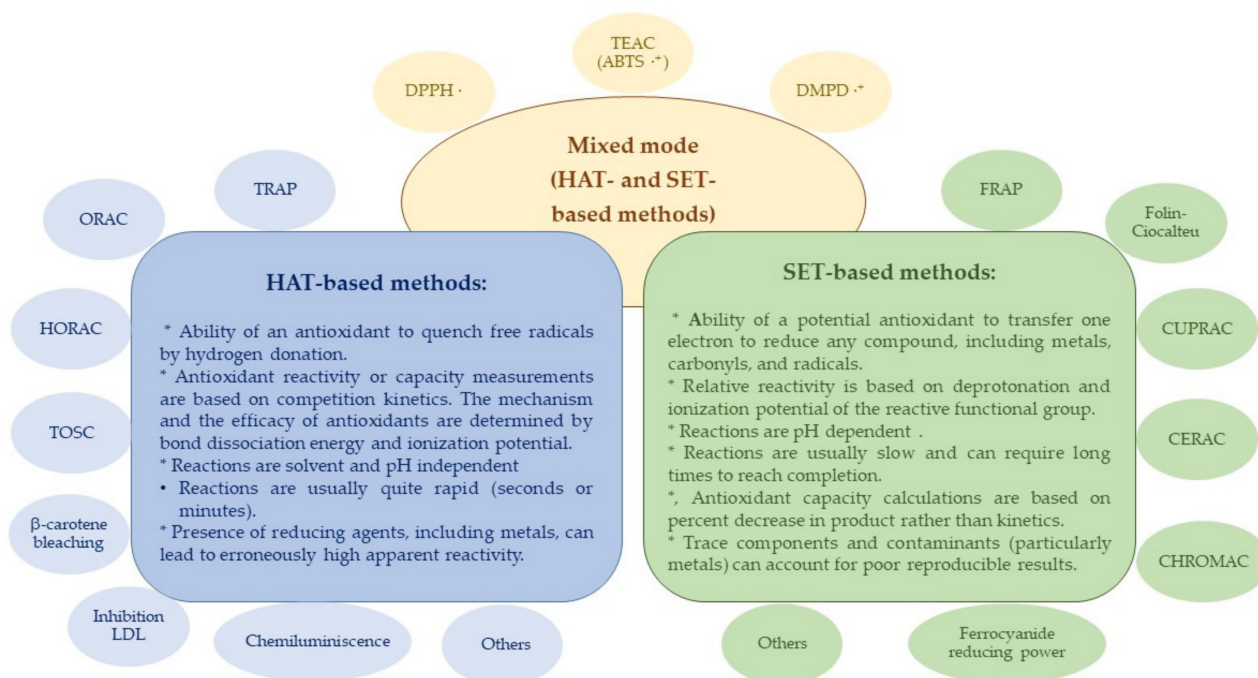 TEAC
(ABTS ·⁺)
DPPH ·
DMPD ·⁺
Mixed mode
(HAT- and SET-
based methods)
TRAP
ORAC
HORAC
TOSC
β-carotene
bleaching
Inhibition
LDL
Chemiluminiscence
Others
HAT-based methods:
* Ability of an antioxidant to quench free radicals
by hydrogen donation.
* Antioxidant reactivity or capacity measurements
are based on competition kinetics. The mechanism
and the efficacy of antioxidants are determined by
bond dissociation energy and ionization potential.
* Reactions are solvent and pH independent
• Reactions are usually quite rapid (seconds or
minutes).
* Presence of reducing agents, including metals, can
lead to erroneously high apparent reactivity.
FRAP
Folin-
Ciocalteu
CUPRAC
CERAC
CHROMAC
Ferrocyanide
reducing power
Others
SET-based methods:
* Ability of a potential antioxidant to transfer one
electron to reduce any compound, including metals,
carbonyls, and radicals.
* Relative reactivity is based on deprotonation and
ionization potential of the reactive functional group.
* Reactions are pH dependent .
* Reactions are usually slow and can require long
times to reach completion.
*, Antioxidant capacity calculations are based on
percent decrease in product rather than kinetics.
* Trace components and contaminants (particularly
metals) can account for poor reproducible results.